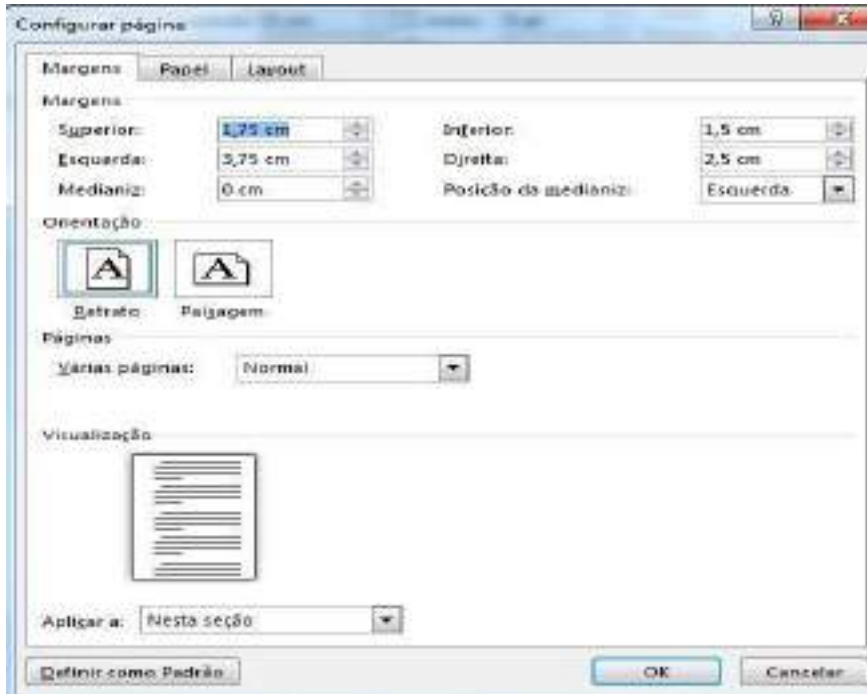 Configurar página
Margens Papel Layout
Margens
Superior: 1,75 cm Inferior: 1,5 cm
Esquerda: 3,75 cm Direita: 2,5 cm
Medianiz: 0 cm Posição da medianiz: Esquerda
Orientação
A A
Retrato Paisagem
Páginas
Várias páginas: Normal
Visualização
Aplicar a: Nesta seção
Definir como Padrão OK Cancelar